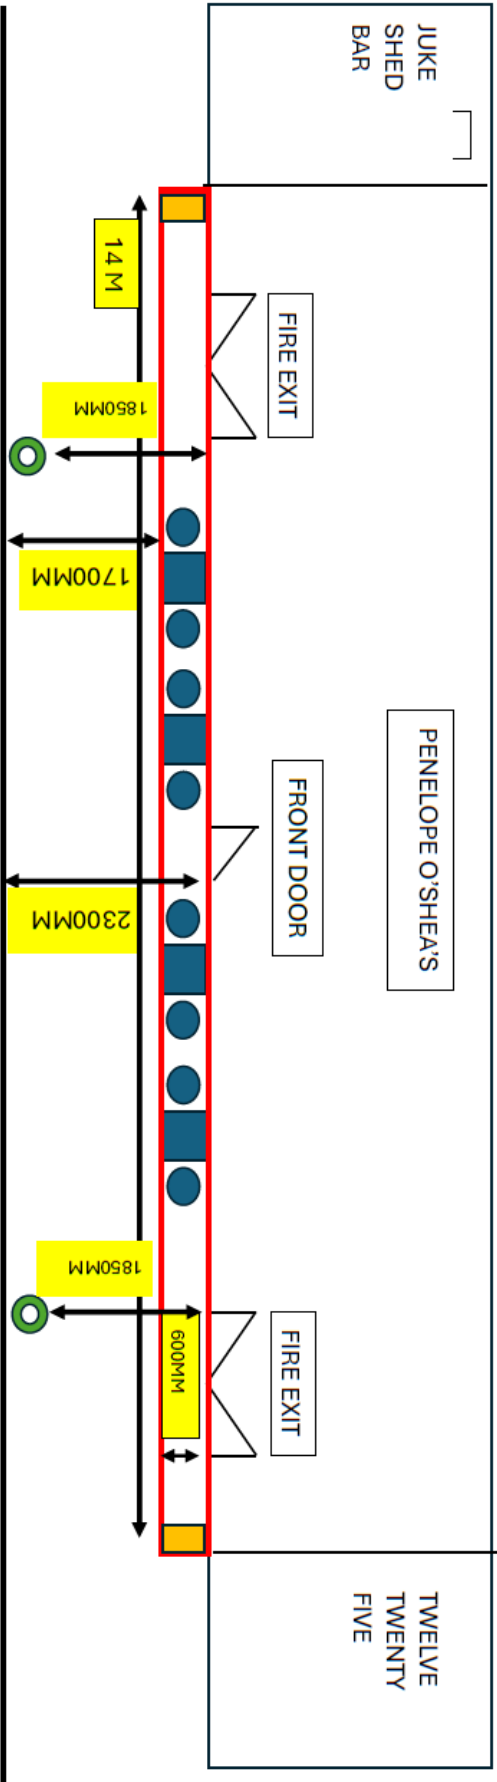 JUKE
SHED
BAR
14 M
FIRE EXIT
1850MM
1700MM
PENELOPE O'SHEA'S
FRONT DOOR
2300MM
1850MM
600MM
FIRE EXIT
TWELVE
TWENTY
FIVE